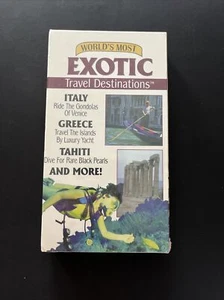 WORLD'S MOST
EXOTIC
Travel Destinations™
ITALY
Ride The Gondolas
Of Venice
GREECE
Travel The Islands
By Luxury Yacht
TAHITI
Dive For Rare Black Pearls
AND MORE!